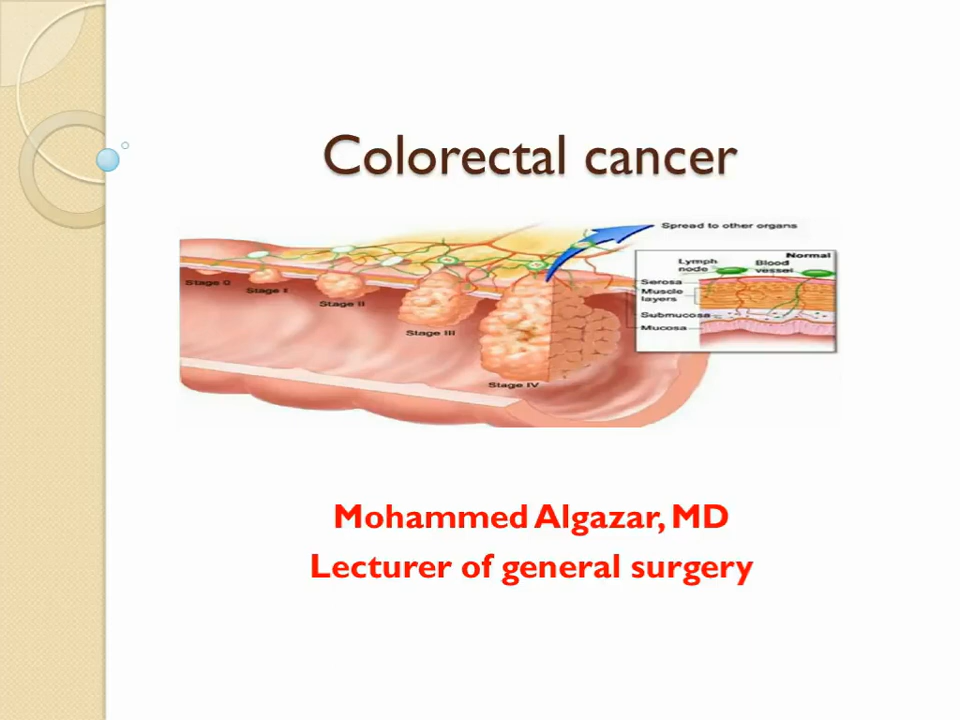 Colorectal cancer
Spread to other organs
Normal
Lymph node
Blood vessel
Serosa
Muscle layers
Submucosa
Mucosa
Stage 0
Stage I
Stage II
Stage III
Stage IV
Mohammed Algazar, MD
Lecturer of general surgery